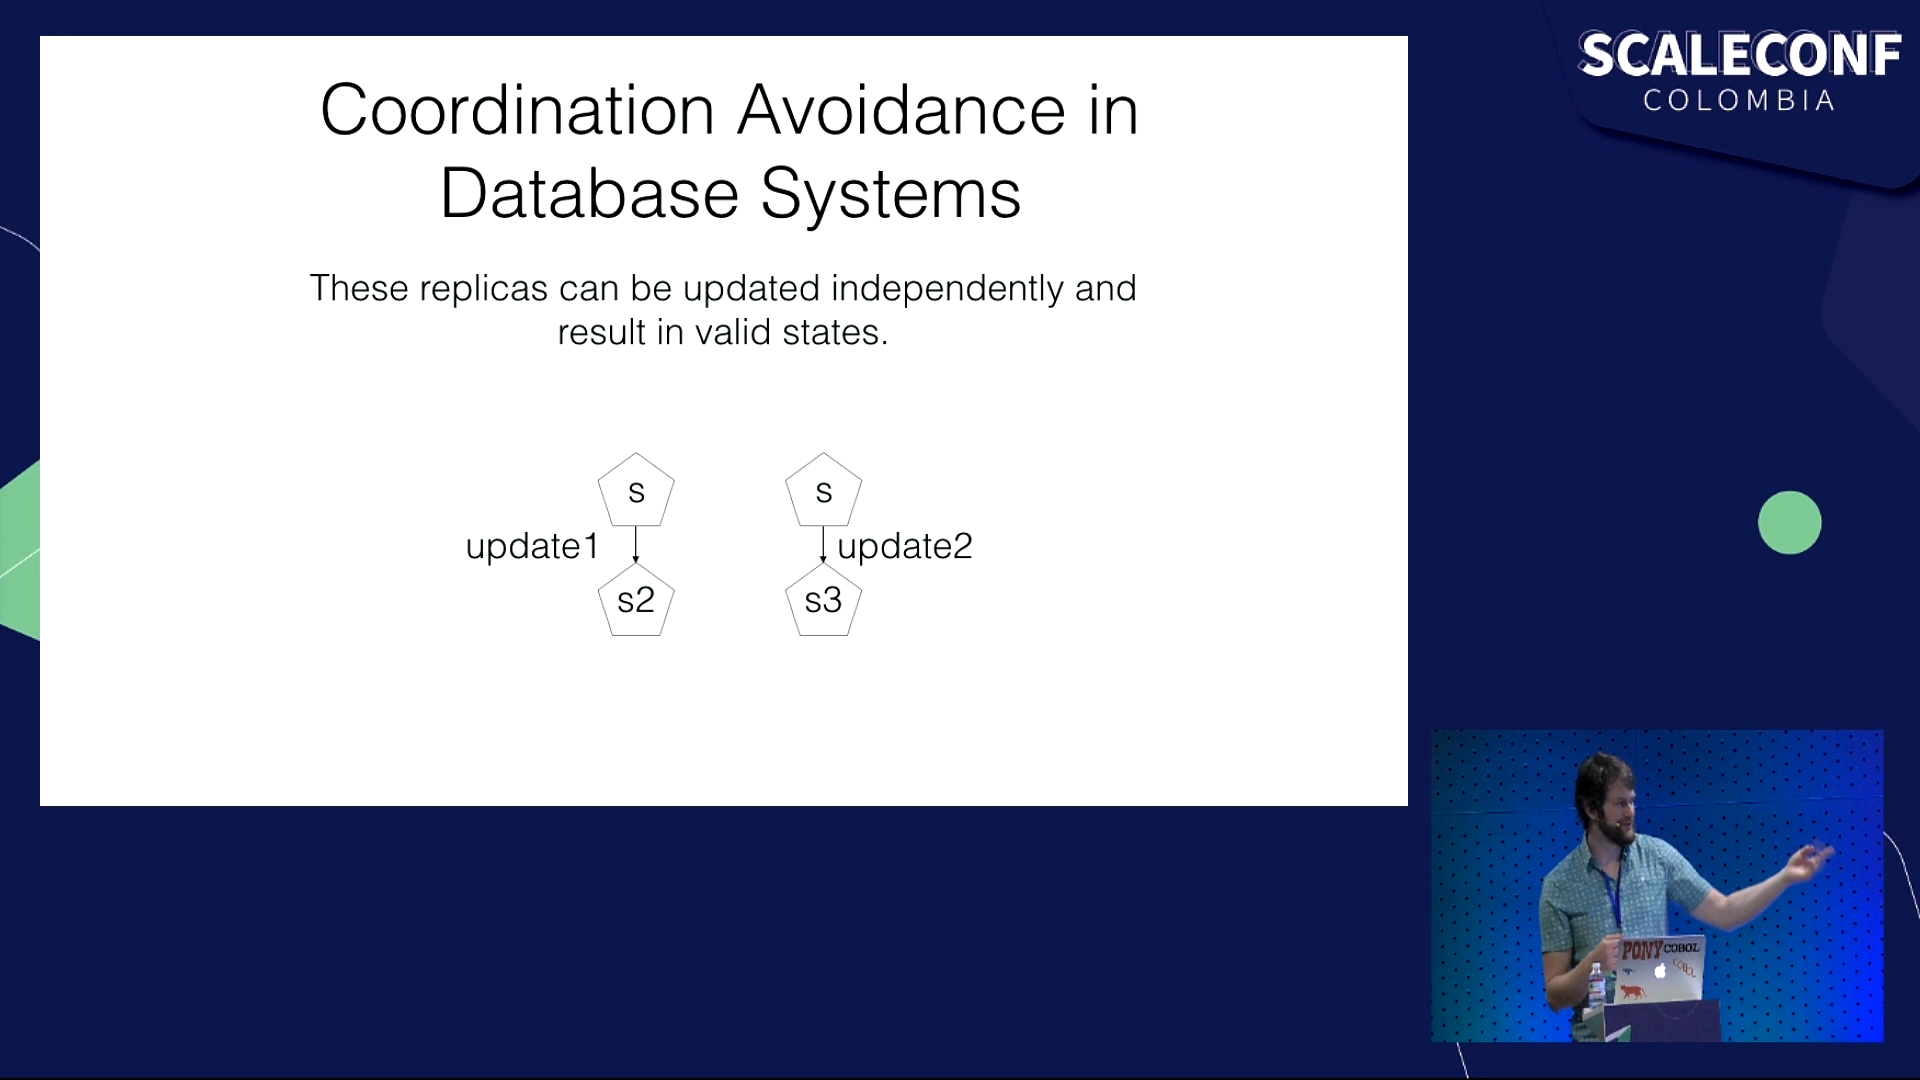 SCALECONF
COLOMBIA
Coordination Avoidance in
Database Systems
These replicas can be updated independently and
result in valid states.
s
s
update1
update2
s2
s3
PONY COBOL